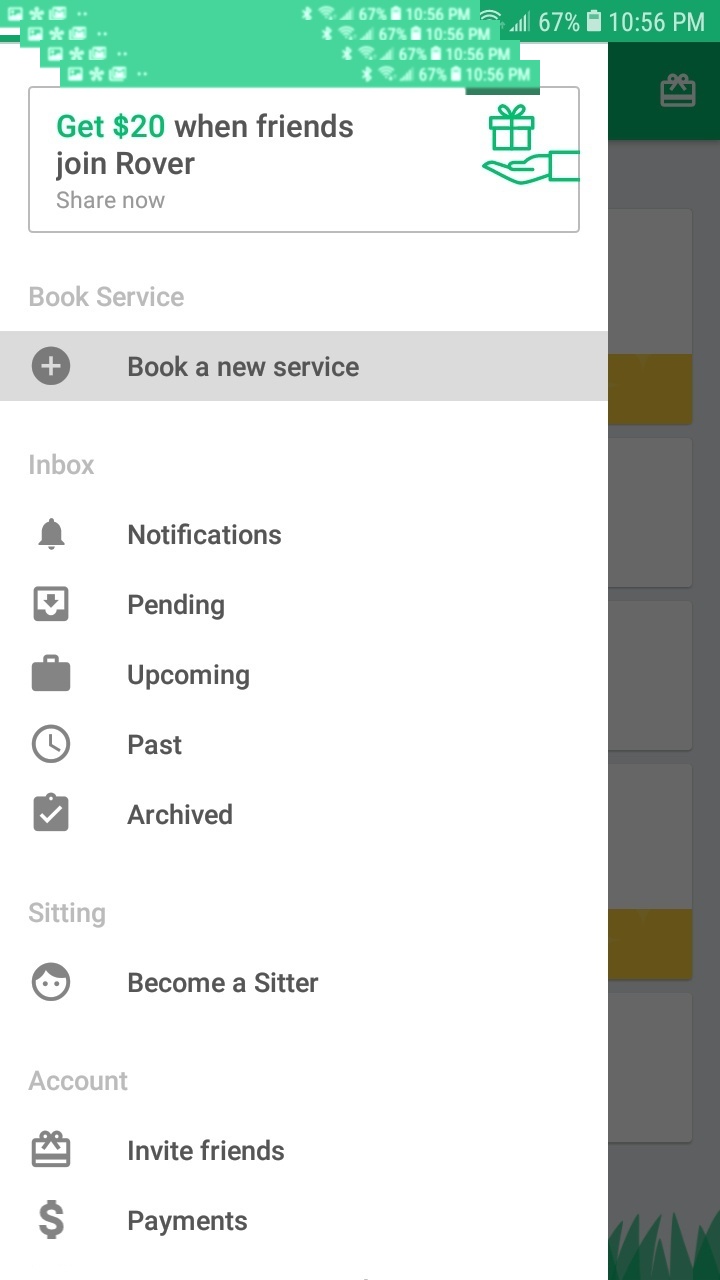 67% 10:56 PM
67% 10:56 PM
67% 10:56 PM
67% 10:56 PM
67% 10:56 PM
Get $20 when friends
join Rover
Share now
Book Service
Book a new service
Inbox
Notifications
Pending
Upcoming
Past
Archived
Sitting
Become a Sitter
Account
Invite friends
Payments